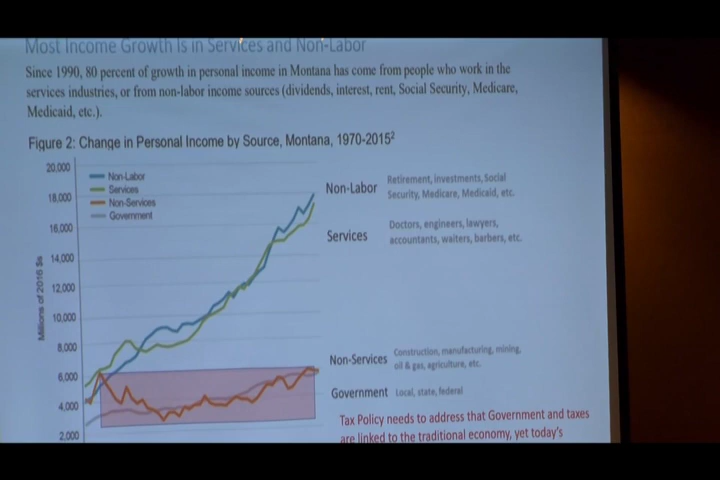 Most Income Growth Is in Services and Non-Labor
Since 1990, 80 percent of growth in personal income in Montana has come from people who work in the
services industries, or from non-labor income sources (dividends, interest, rent, Social Security, Medicare,
Medicaid, etc.).
Figure 2: Change in Personal Income by Source, Montana, 1970-2015²
20,000
18,000
16,000
14,000
12,000
10,000
8,000
6,000
4,000
2,000
Millions of 2016 $s
Non-Labor
Services
Non-Services
Government
Non-Labor
Retirement, investments, Social
Security, Medicare, Medicaid, etc.
Services
Doctors, engineers, lawyers,
accountants, waiters, barbers, etc.
Non-Services
Construction, manufacturing, mining,
oil & gas, agriculture, etc.
Government
Local, state, federal
Tax Policy needs to address that Government and taxes
are linked to the traditional economy, yet today's